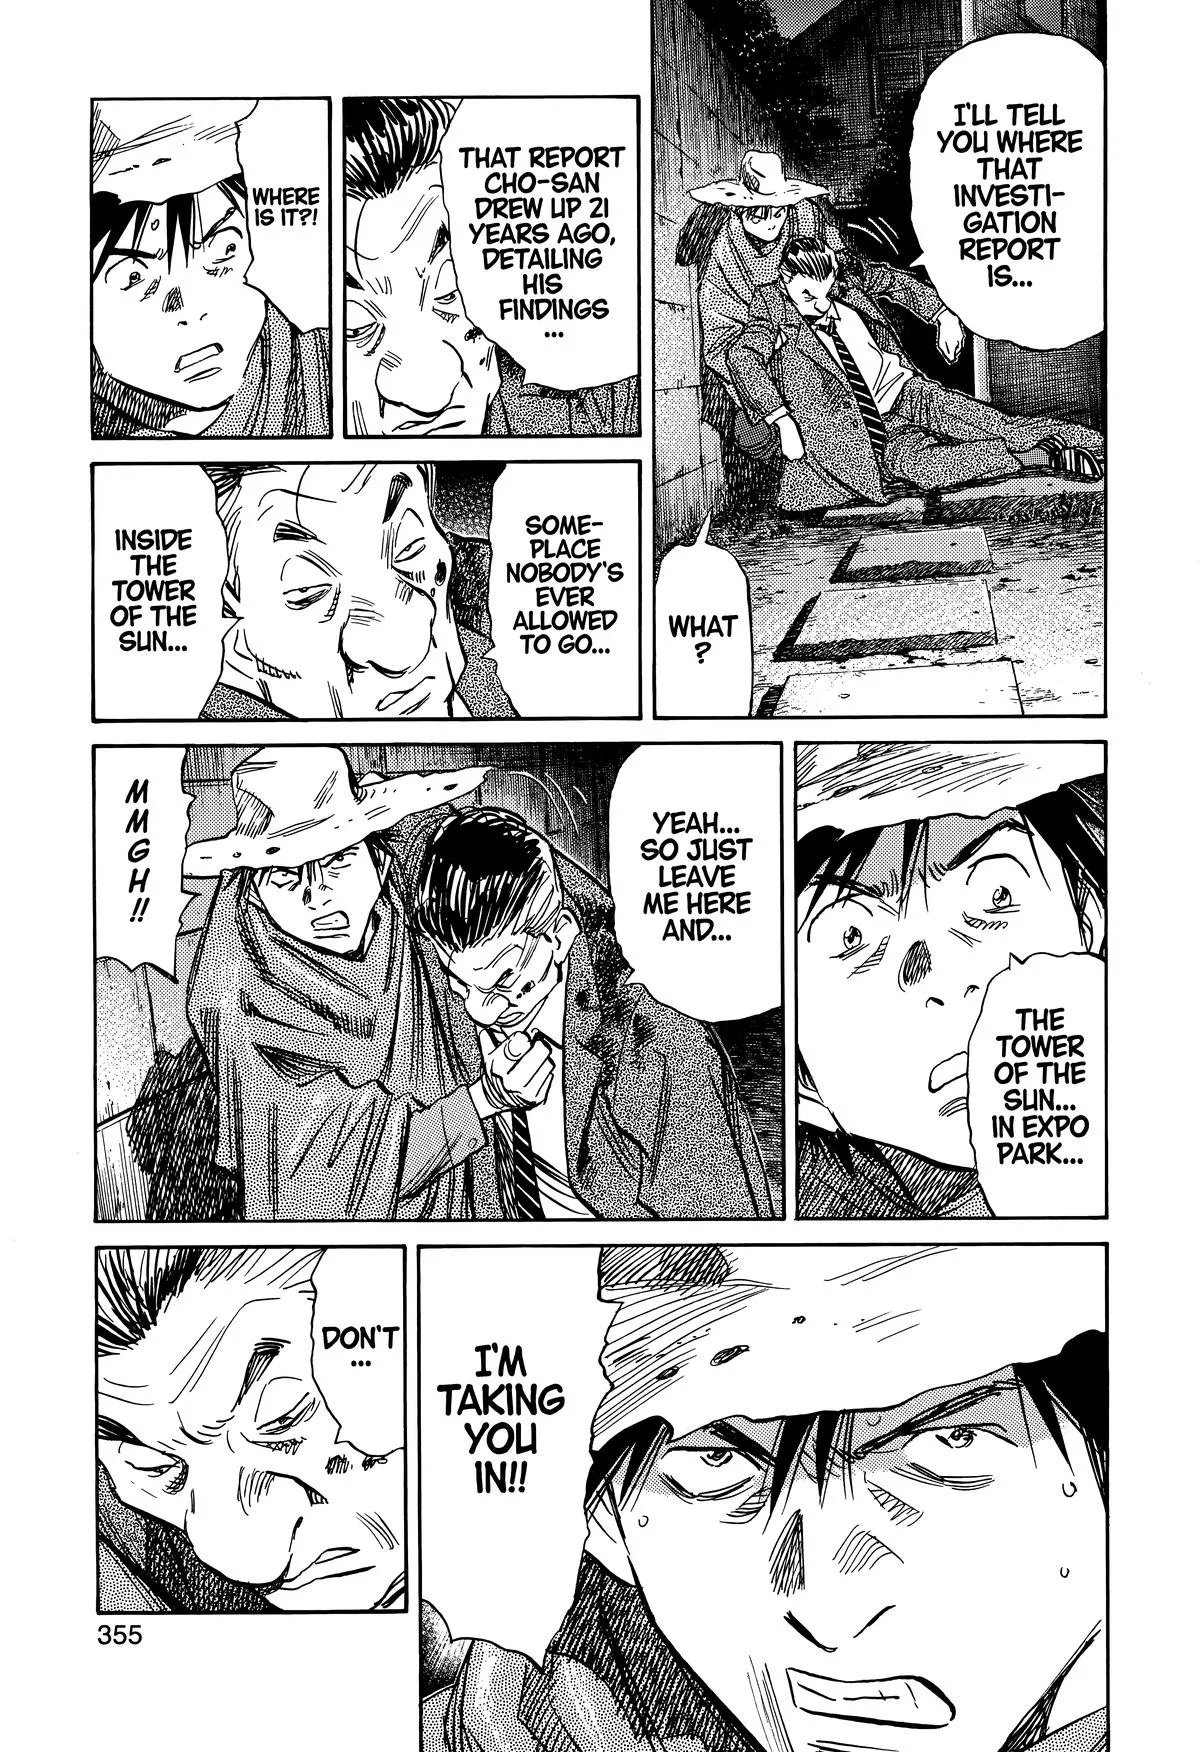 I'LL TELL
YOU WHERE
THAT
INVESTI-
GATION
REPORT
IS...
WHAT
?
THAT REPORT
CHO-SAN
DREW UP 21
YEARS AGO,
DETAILING
HIS
FINDINGS
...
WHERE
IS IT?!
SOME-
PLACE
NOBODY'S
EVER
ALLOWED
TO GO...
INSIDE
THE
TOWER
OF THE
SUN...
THE
TOWER
OF THE
SUN...
IN EXPO
PARK...
YEAH...
SO JUST
LEAVE
ME HERE
AND...
MMGH!!
I'M
TAKING
YOU
IN!!
DON'T
...
355